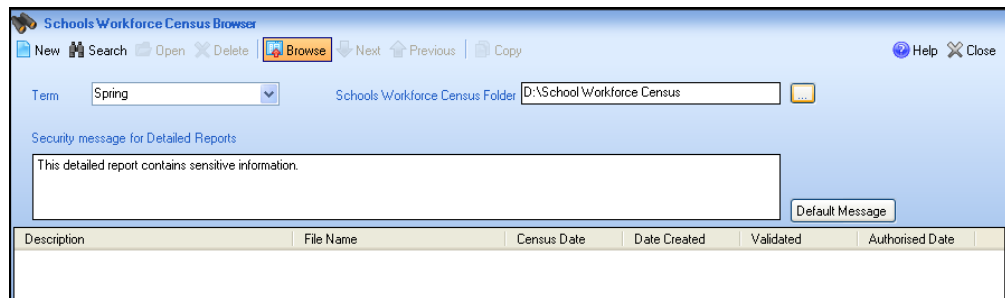 Schools Workforce Census Browser
New Search Open Delete Browse Next Previous Copy Help Close
Term Spring Schools Workforce Census Folder D:\School Workforce Census ...
Security message for Detailed Reports
This detailed report contains sensitive information.
Default Message
Description File Name Census Date Date Created Validated Authorised Date